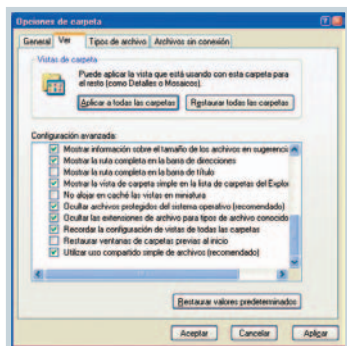 Opciones de carpeta
General Ver Tipos de archivo Archivos sin conexión
Vistas de carpeta
Puede aplicar la vista que está usando con esta carpeta para
el resto (como Detalles o Mosaicos).
Aplicar a todas las carpetas Restaurar todas las carpetas
Configuración avanzada:
Mostrar información sobre el tamaño de los archivos en sugerenci
Mostrar la ruta completa en la barra de direcciones
Mostrar la ruta completa en la barra de título
Mostrar la vista de carpeta simple en la lista de carpetas del Explor
No alojar en caché las vistas en miniatura
Ocultar archivos protegidos del sistema operativo (recomendado)
Ocultar las extensiones de archivo para tipos de archivo conocido
Recordar la configuración de vistas de todas las carpetas
Restaurar ventanas de carpetas previas al inicio
Utilizar uso compartido simple de archivos (recomendado)
Restaurar valores predeterminados
Aceptar Cancelar Aplicar